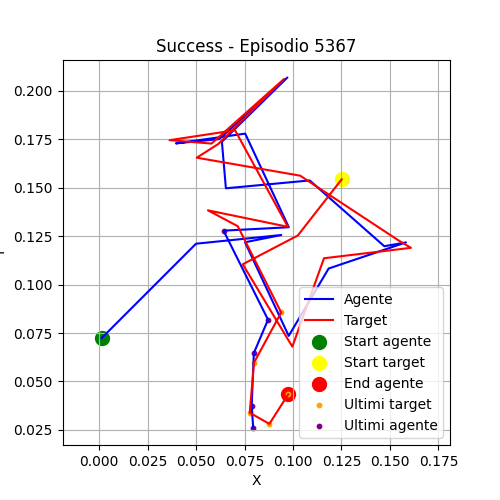 Success - Episodio 5367
0.200
0.175
0.150
0.125
0.100
0.075
0.050
0.025
Agente
Target
Start agente
Start target
End agente
Ultimi target
Ultimi agente
0.000 0.025 0.050 0.075 0.100 0.125 0.150 0.175
X